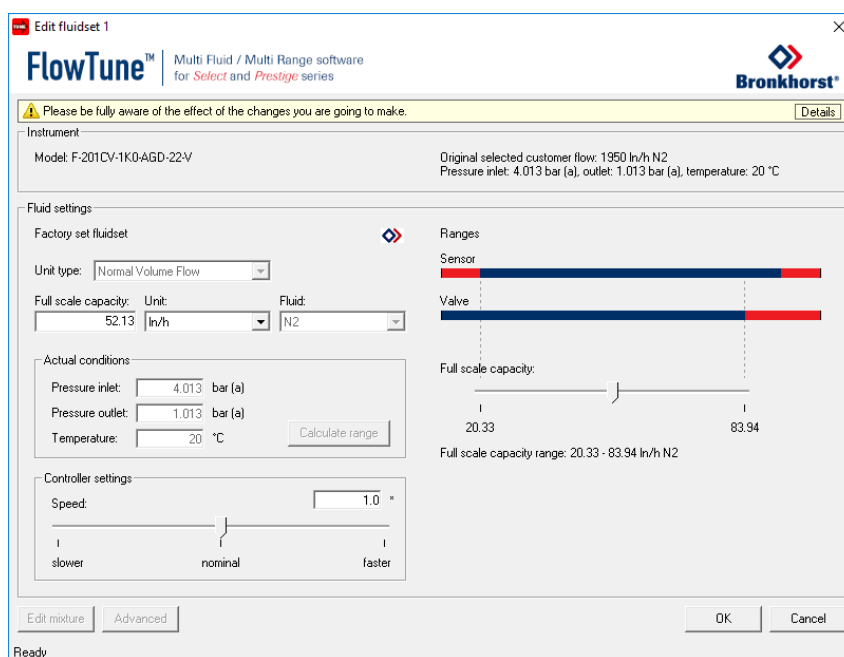 Edit fluidset 1
FlowTune™
Multi Fluid / Multi Range software
for Select and Prestige series
Bronkhorst®
Please be fully aware of the effect of the changes you are going to make.
Details
Instrument
Model: F-201CV-1K0-AGD-22-V
Original selected customer flow: 1950 ln/h N2
Pressure inlet: 4.013 bar (a), outlet: 1.013 bar (a), temperature: 20 °C
Fluid settings
Factory set fluidset
Unit type: Normal Volume Flow
Full scale capacity: Unit: Fluid:
52.13 ln/h N2
Actual conditions
Pressure inlet: 4.013 bar (a)
Pressure outlet: 1.013 bar (a)
Temperature: 20 °C
Calculate range
Controller settings
Speed: 1.0 *
slower nominal faster
Ranges
Sensor
Valve
Full scale capacity:
20.33 83.94
Full scale capacity range: 20.33 - 83.94 ln/h N2
Edit mixture Advanced OK Cancel
Ready